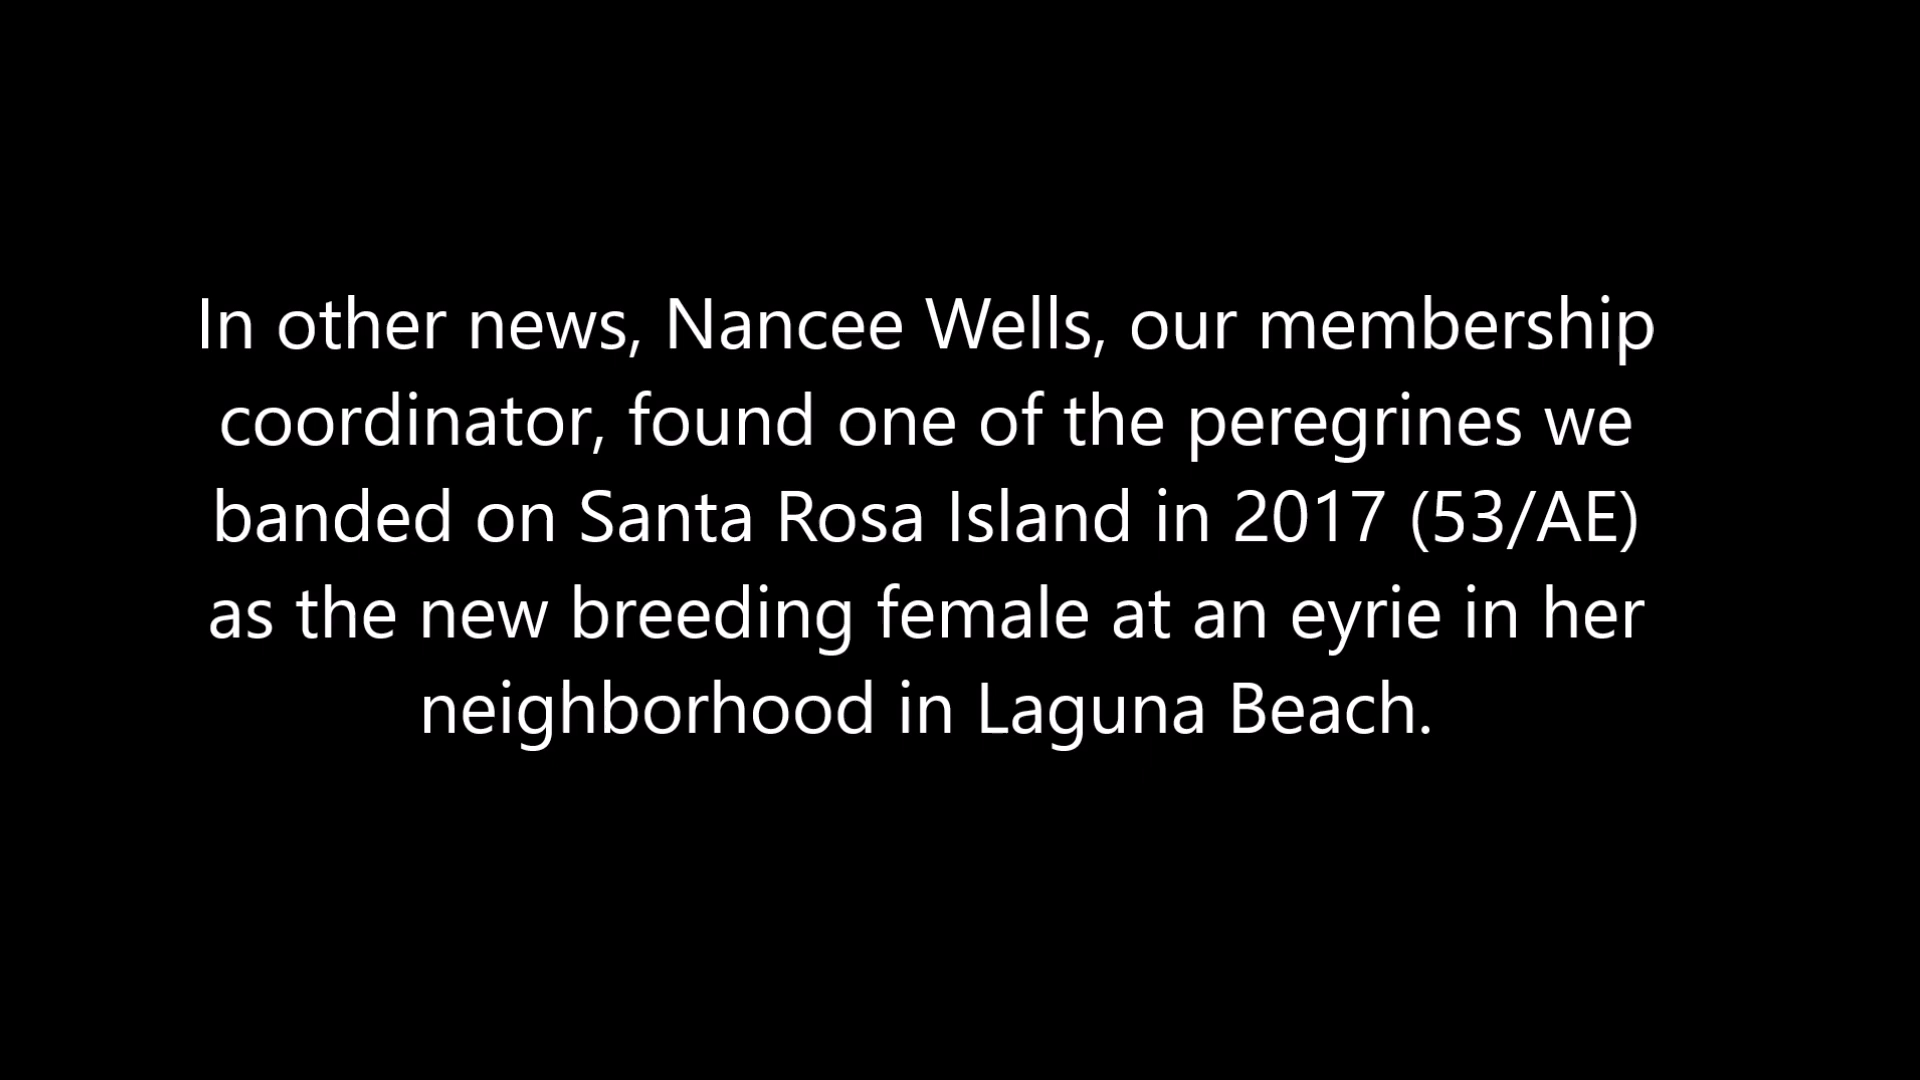 In other news, Nancee Wells, our membership
coordinator, found one of the peregrines we
banded on Santa Rosa Island in 2017 (53/AE)
as the new breeding female at an eyrie in her
neighborhood in Laguna Beach.